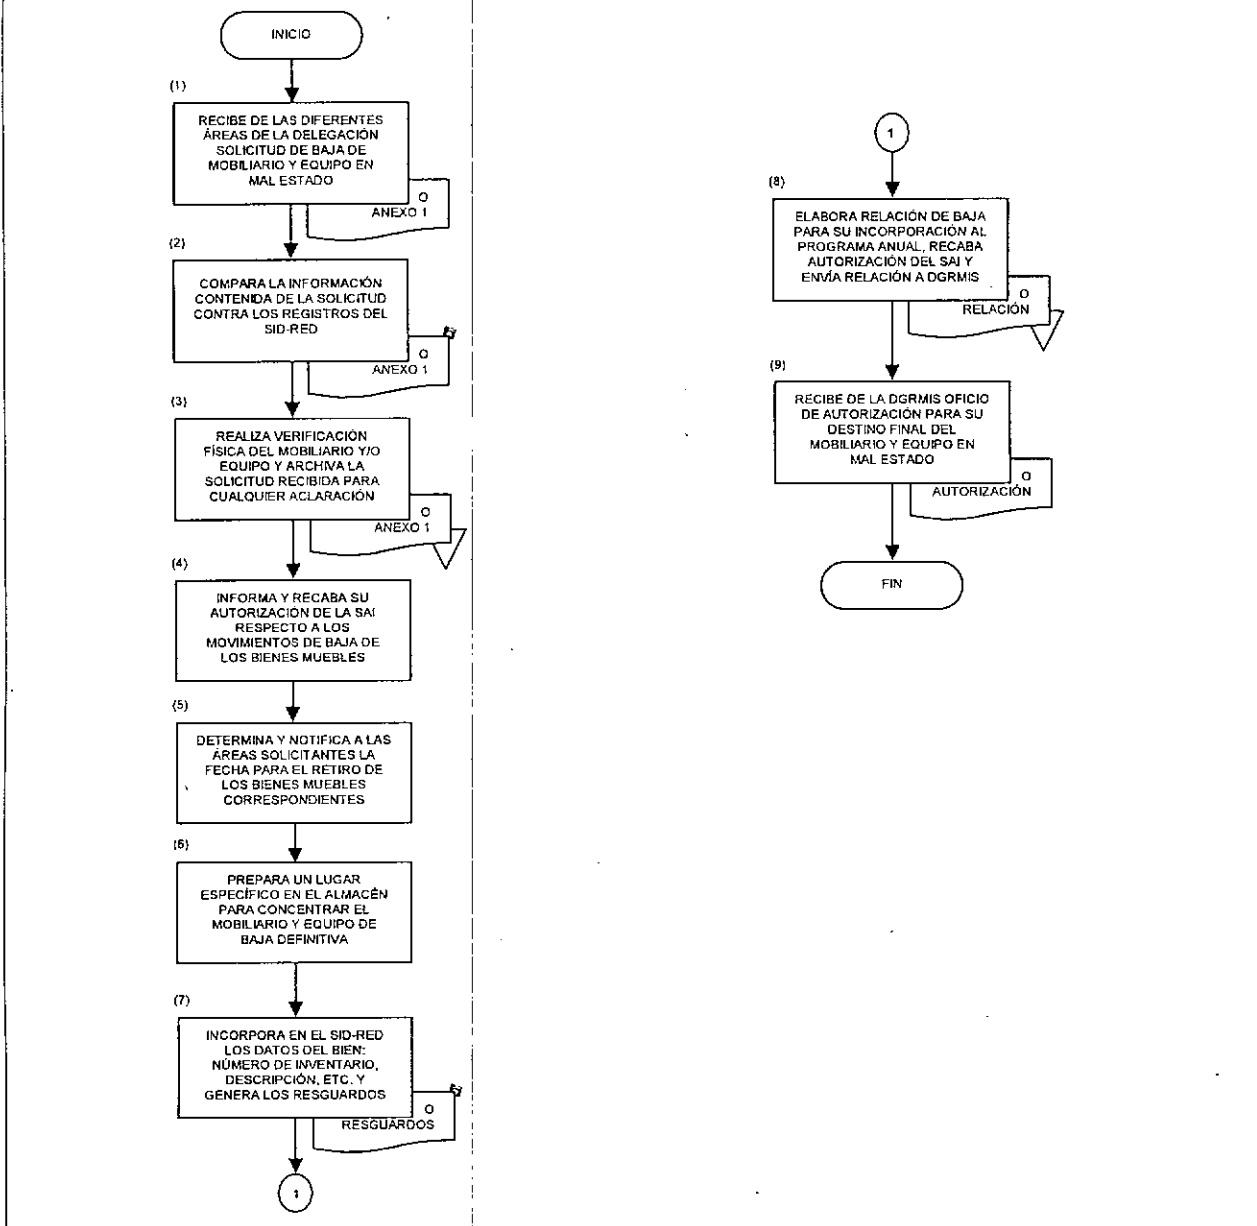 INICIO
(1)
RECIBE DE LAS DIFERENTES
ÁREAS DE LA DELEGACIÓN
SOLICITUD DE BAJA DE
MOBILIARIO Y EQUIPO EN
MAL ESTADO
O
ANEXO 1
(2)
COMPARA LA INFORMACIÓN
CONTENIDA DE LA SOLICITUD
CONTRA LOS REGISTROS DEL
SID-RED
O
ANEXO 1
(3)
REALIZA VERIFICACIÓN
FÍSICA DEL MOBILIARIO Y/O
EQUIPO Y ARCHIVA LA
SOLICITUD RECIBIDA PARA
CUALQUIER ACLARACIÓN
O
ANEXO 1
(4)
INFORMA Y RECABA SU
AUTORIZACIÓN DE LA SAI
RESPECTO A LOS
MOVIMIENTOS DE BAJA DE
LOS BIENES MUEBLES
(5)
DETERMINA Y NOTIFICA A LAS
ÁREAS SOLICITANTES LA
FECHA PARA EL RETIRO DE
LOS BIENES MUEBLES
CORRESPONDIENTES
(6)
PREPARA UN LUGAR
ESPECÍFICO EN EL ALMACÉN
PARA CONCENTRAR EL
MOBILIARIO Y EQUIPO DE
BAJA DEFINITIVA
(7)
INCORPORA EN EL SID-RED
LOS DATOS DEL BIEN:
NÚMERO DE INVENTARIO,
DESCRIPCIÓN, ETC. Y
GENERA LOS RESGUARDOS
O
RESGUARDOS
1
1
(8)
ELABORA RELACIÓN DE BAJA
PARA SU INCORPORACIÓN AL
PROGRAMA ANUAL, RECABA
AUTORIZACIÓN DEL SAI Y
ENVÍA RELACIÓN A DGRMIS
O
RELACIÓN
(9)
RECIBE DE LA DGRMIS OFICIO
DE AUTORIZACIÓN PARA SU
DESTINO FINAL DEL
MOBILIARIO Y EQUIPO EN
MAL ESTADO
O
AUTORIZACIÓN
FIN